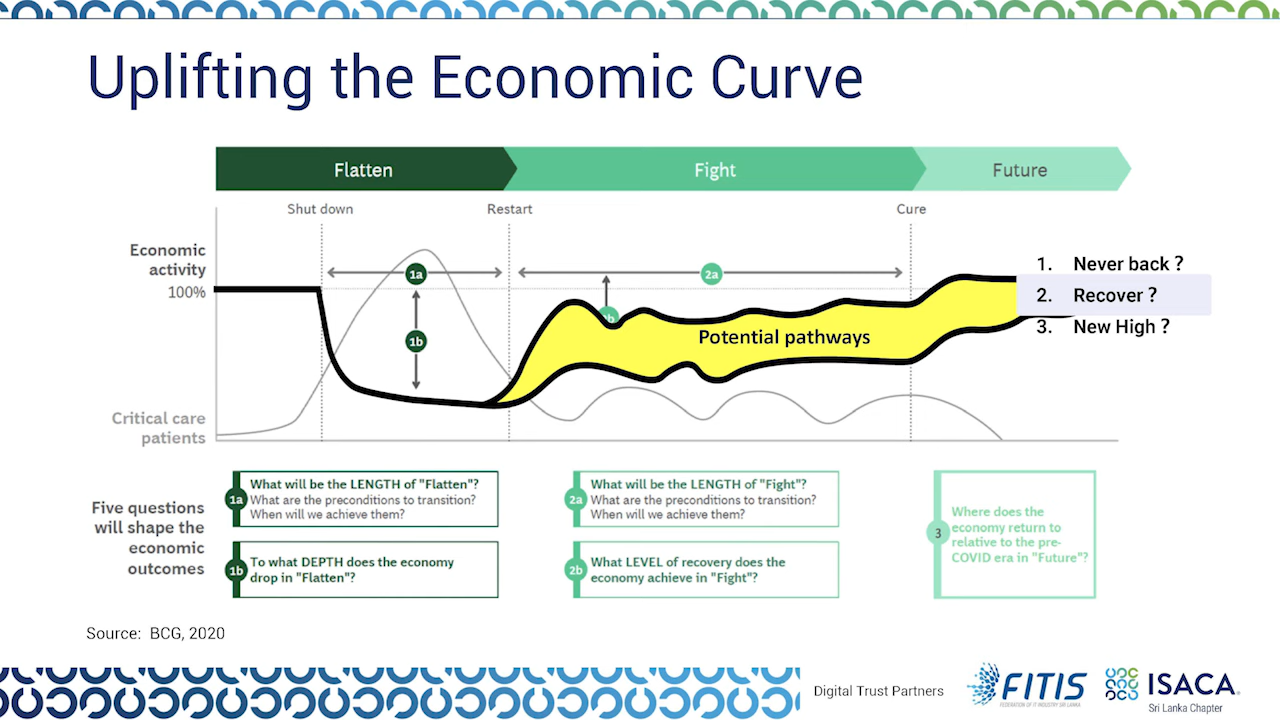 Uplifting the Economic Curve
Flatten
Fight
Future
Shut down
Restart
Cure
Economic
activity
100%
1a
2a
1b
Potential pathways
1. Never back ?
2. Recover ?
3. New High ?
Critical care
patients
Five questions
will shape the
economic
outcomes
1a
What will be the LENGTH of "Flatten"?
What are the preconditions to transition?
When will we achieve them?
1b
To what DEPTH does the economy
drop in "Flatten"?
2a
What will be the LENGTH of "Fight"?
What are the preconditions to transition?
When will we achieve them?
2b
What LEVEL of recovery does the
economy achieve in "Fight"?
3
Where does the
economy return to
relative to the pre-
COVID era in "Future"?
Source: BCG, 2020
Digital Trust Partners
FITIS
FEDERATION OF IT INDUSTRY SRI LANKA
ISACA
Sri Lanka Chapter